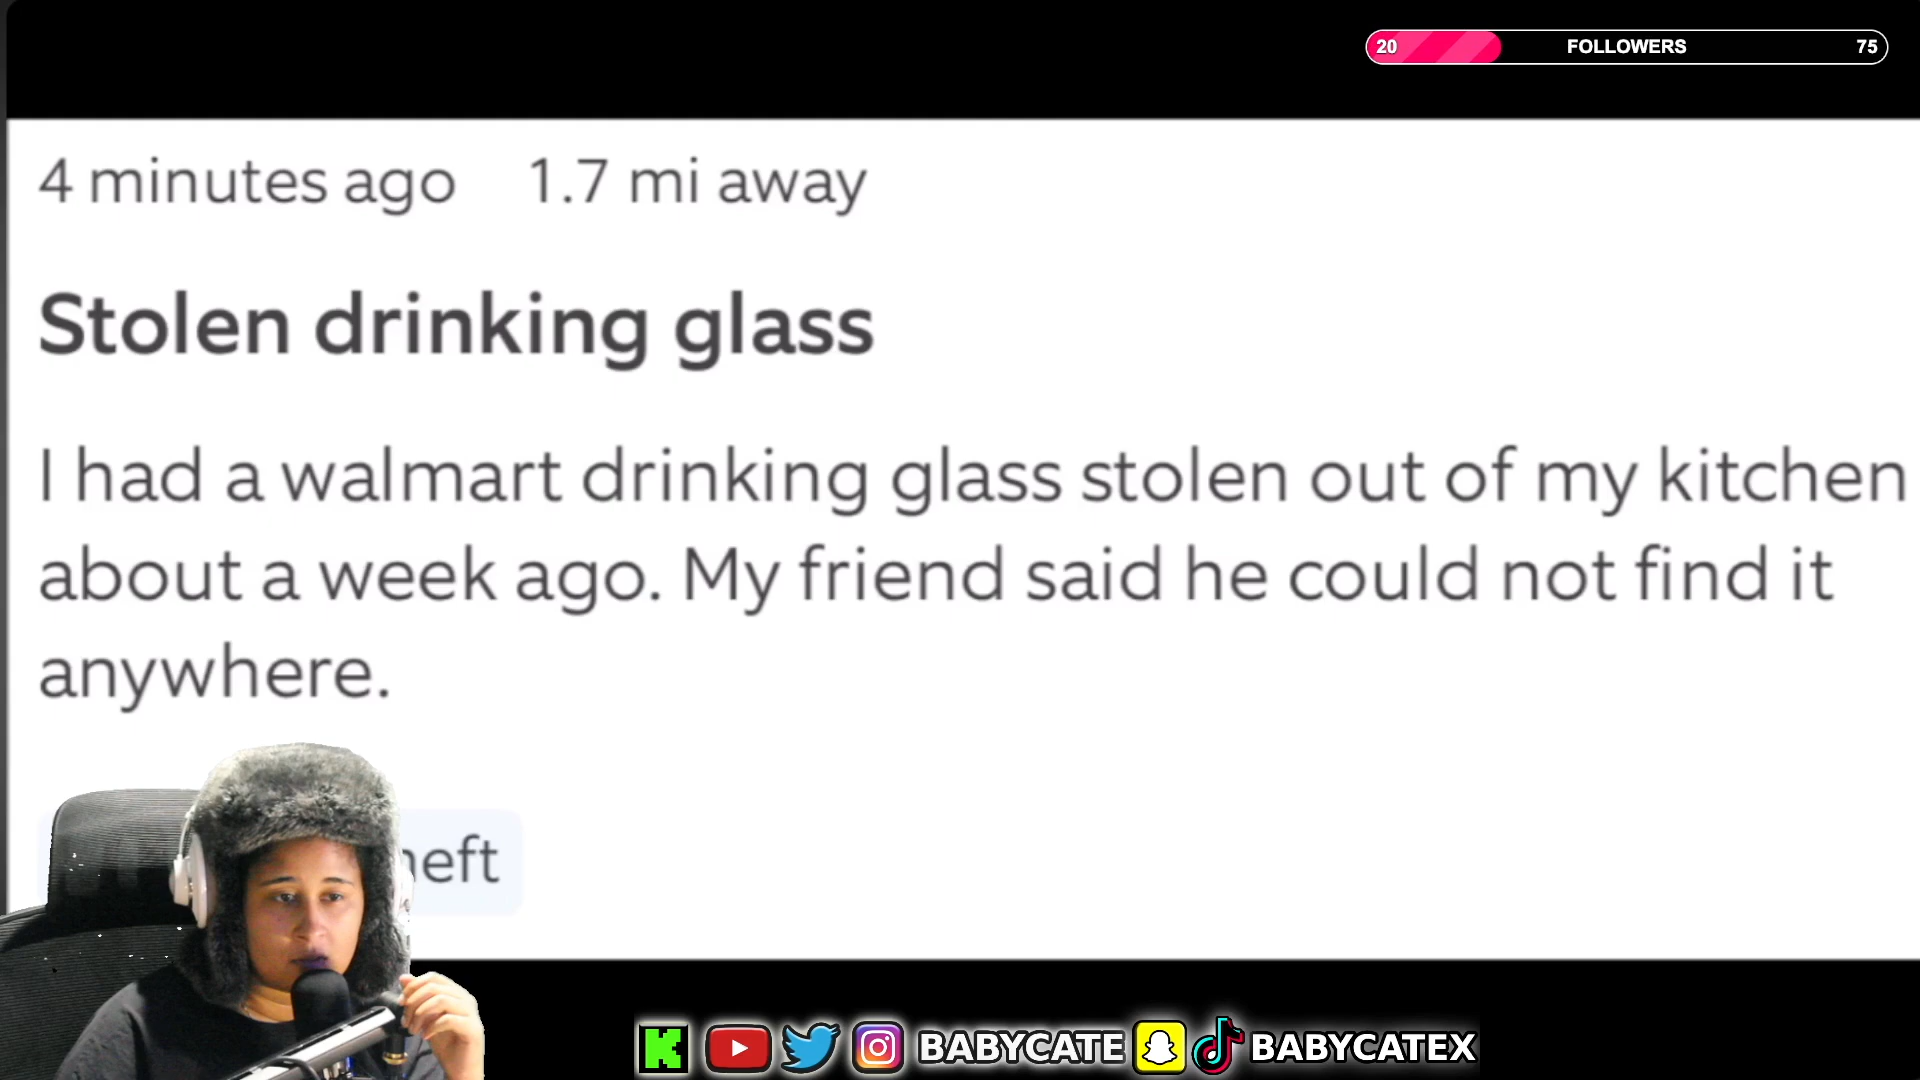 20 FOLLOWERS 75
4 minutes ago 1.7 mi away
Stolen drinking glass
I had a walmart drinking glass stolen out of my kitchen
about a week ago. My friend said he could not find it
anywhere.
BABYCATE BABYCATEX